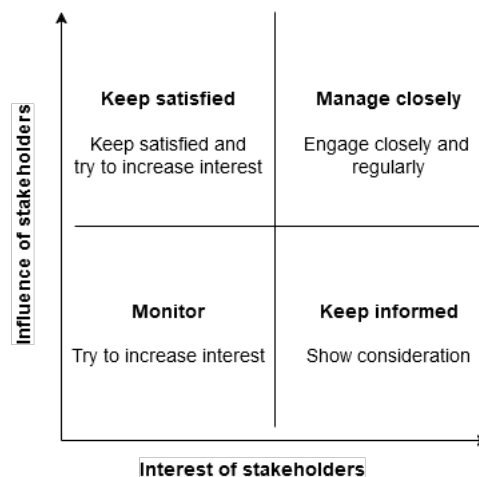 Influence of stakeholders
Keep satisfied
Keep satisfied and
try to increase interest
Manage closely
Engage closely and
regularly
Monitor
Try to increase interest
Keep informed
Show consideration
Interest of stakeholders